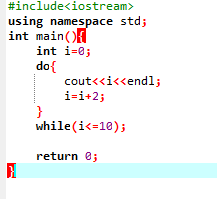 #include<iostream>
using namespace std;
int main(){
    int i=0;
    do{
        cout<<i<<endl;
        i=i+2;
    }
    while(i<=10);

    return 0;
}